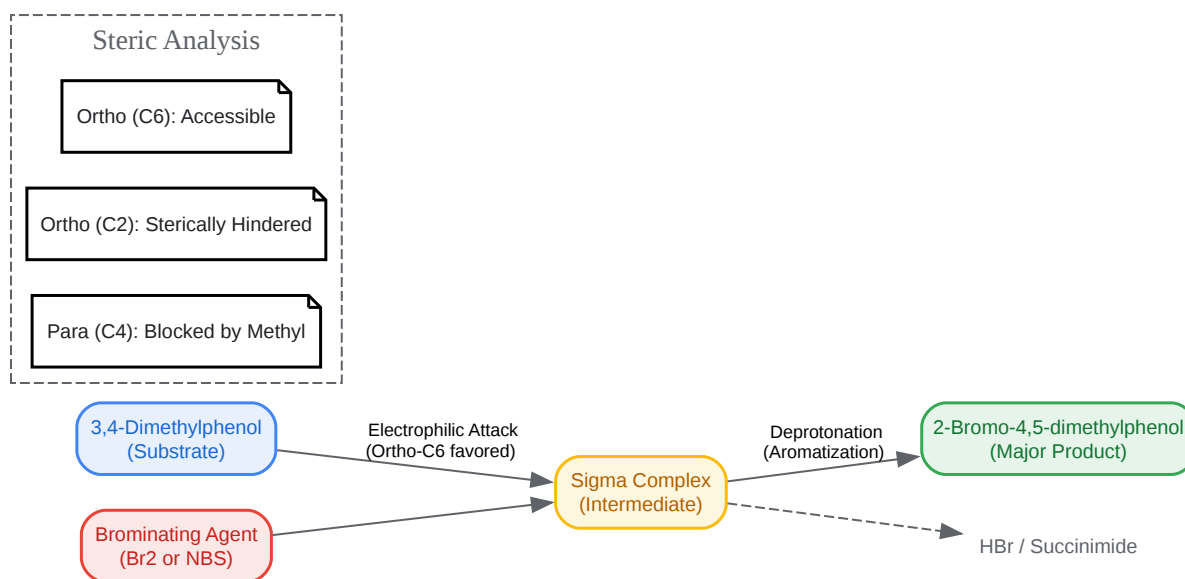 Steric Analysis
Ortho (C6): Accessible
Ortho (C2): Sterically Hindered
Para (C4): Blocked by Methyl
3,4-Dimethylphenol
(Substrate)
Electrophilic Attack
(Ortho-C6 favored)
Brominating Agent
(Br2 or NBS)
Sigma Complex
(Intermediate)
Deprotonation
(Aromatization)
2-Bromo-4,5-dimethylphenol
(Major Product)
HBr / Succinimide